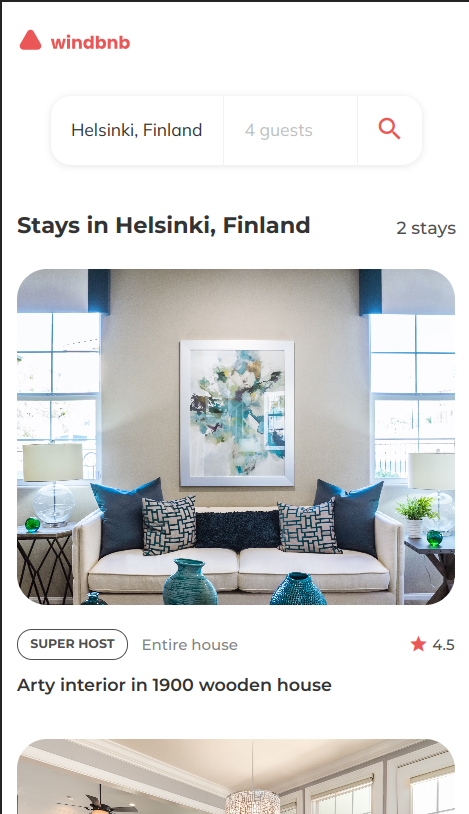 windbnb
Helsinki, Finland 4 guests
Stays in Helsinki, Finland 2 stays
SUPER HOST Entire house 4.5
Arty interior in 1900 wooden house